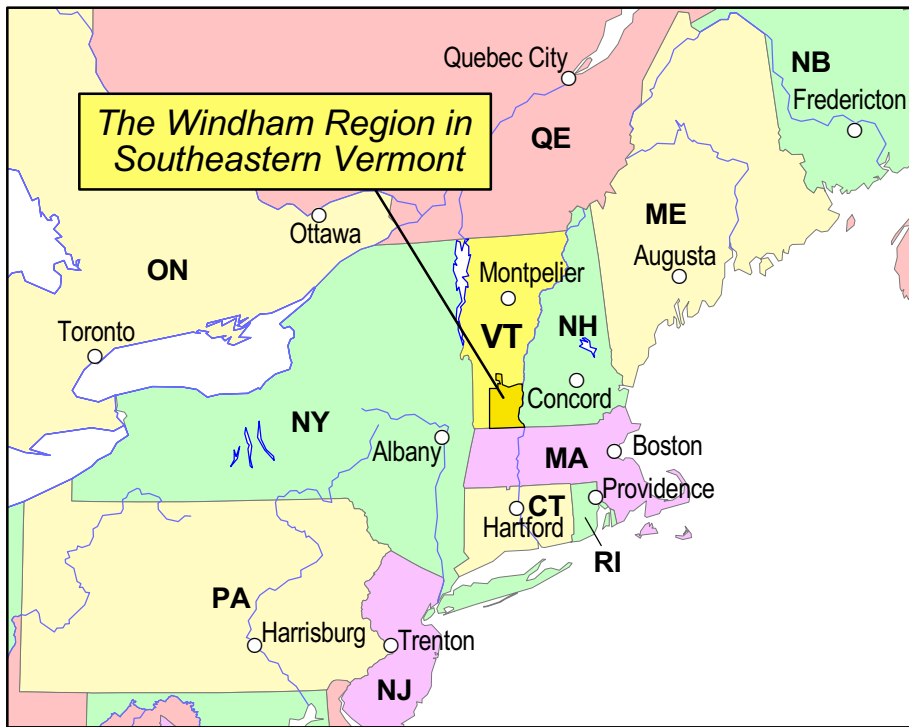 Quebec City
NB
Fredericton
The Windham Region in
Southeastern Vermont
QE
ME
Ottawa
Augusta
ON
Montpelier
Toronto
VT
NH
Concord
NY
Albany
MA
Boston
Providence
CT
Hartford
RI
PA
Harrisburg
Trenton
NJ